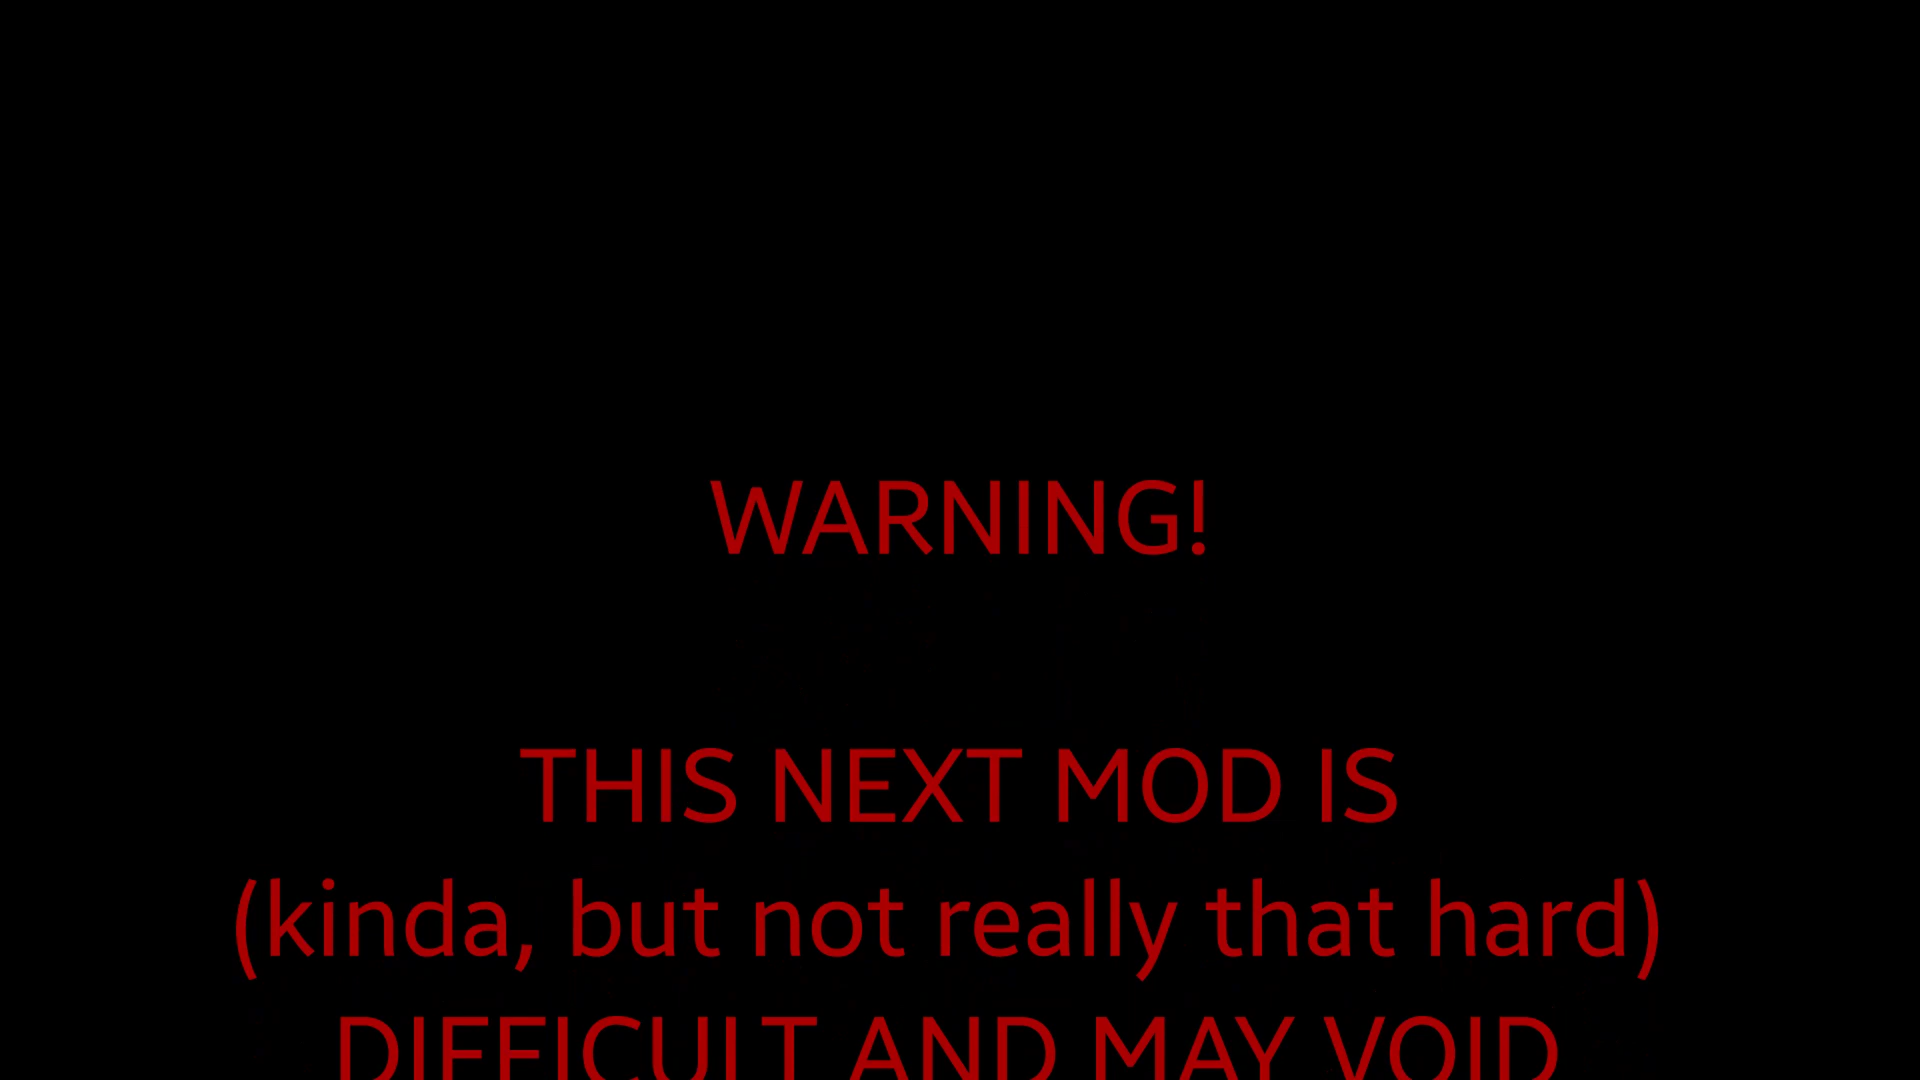 WARNING!
THIS NEXT MOD IS
(kinda, but not really that hard)
DIFFICULT AND MAY VOID